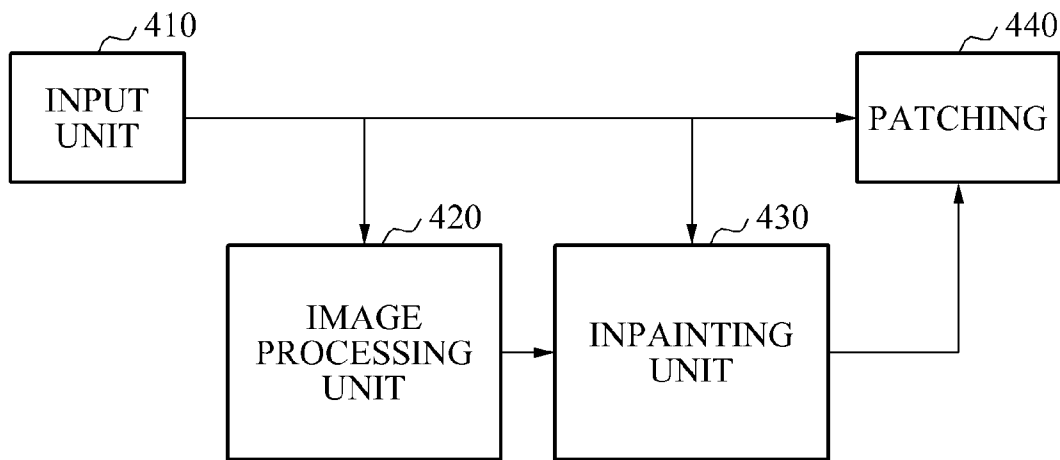 410
INPUT
UNIT
440
PATCHING
420
IMAGE
PROCESSING
UNIT
430
INPAINTING
UNIT